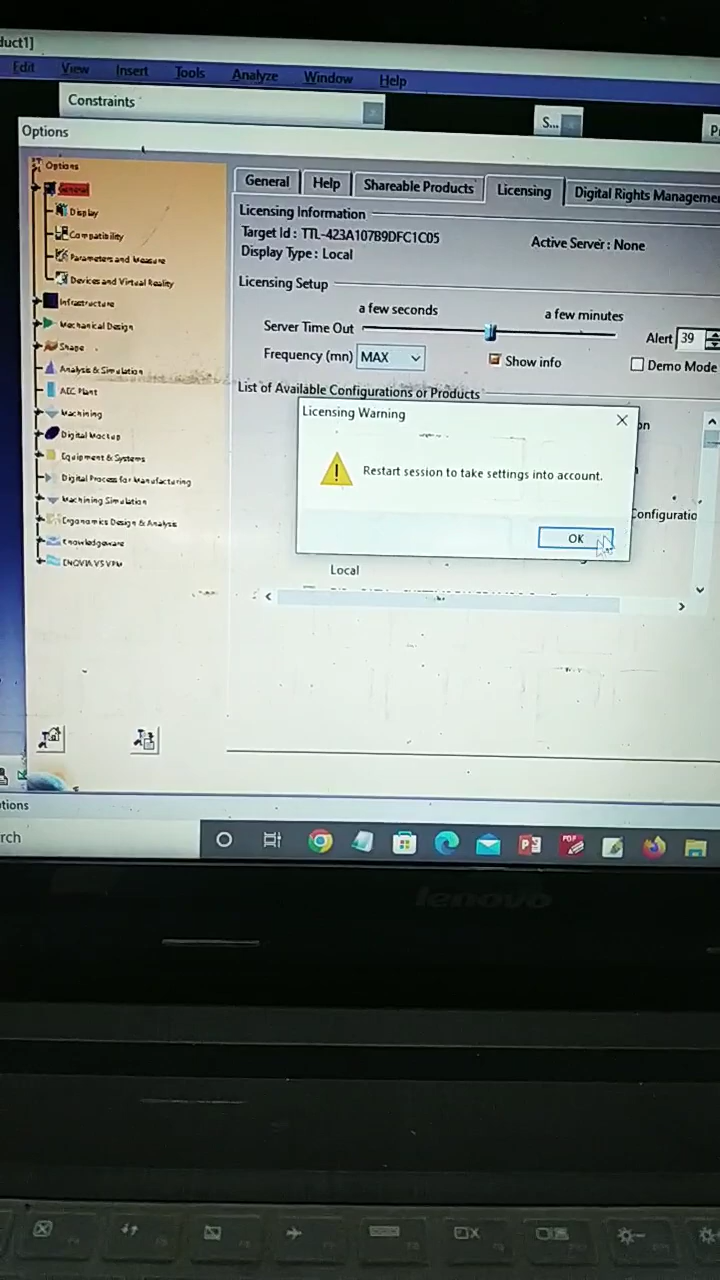 duct1]
Edit View Insert Tools Analyze Window Help
Constraints
S...
Options
Options
General
Display
Compatibility
Parameters and Measure
Devices and Virtual Reality
Infrastructure
Mechanical Design
Shape
Analysis & Simulation
AEC Plant
Machining
Digital Mockup
Equipment & Systems
Digital Process for Manufacturing
Machining Simulation
Ergonomics Design & Analysis
Knowledgeware
ENOVIA V5 VPM
General Help Shareable Products Licensing Digital Rights Manageme
Licensing Information
Target Id : TTL-423A107B9DFC1C05 Active Server : None
Display Type : Local
Licensing Setup
a few seconds a few minutes
Server Time Out Alert 39
Frequency (mn) MAX Show info Demo Mode
List of Available Configurations or Products
Licensing Warning
on
Restart session to take settings into account.
Configuratio
OK
Local
tions
rch
lenovo